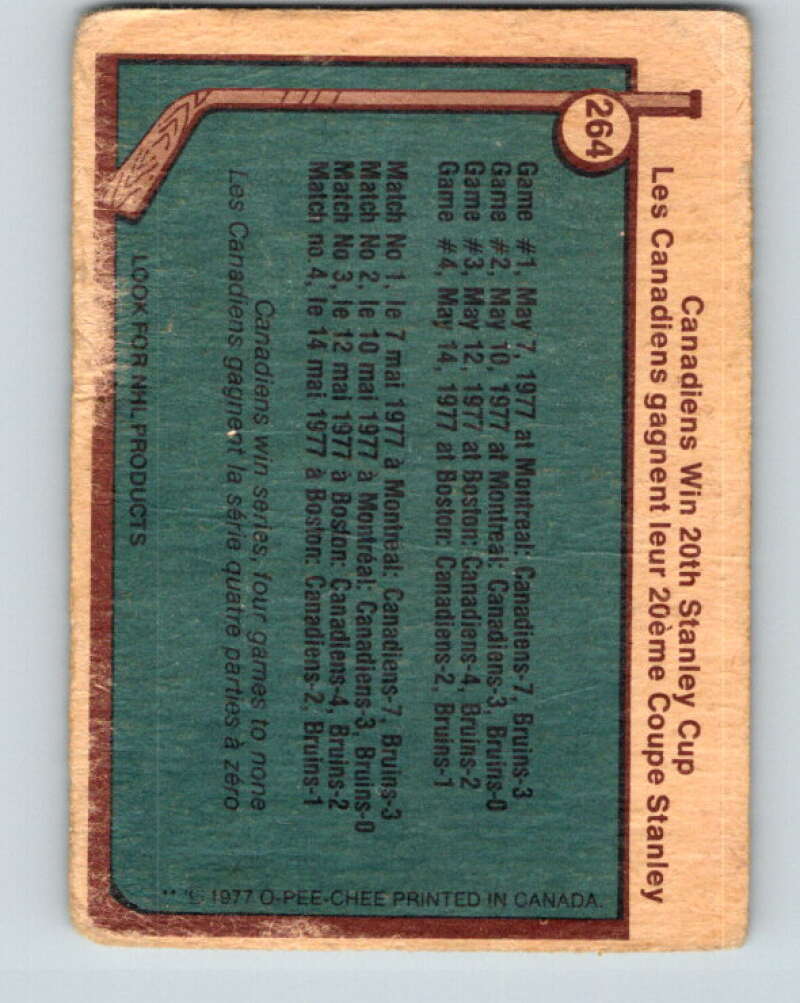 264
Canadiens Win 20th Stanley Cup
Les Canadiens gagnent leur 20ème Coupe Stanley
Game #1, May 7, 1977 at Montreal: Canadiens-7, Bruins-3
Game #2, May 10, 1977 at Montreal: Canadiens-3, Bruins-0
Game #3, May 12, 1977 at Boston: Canadiens-4, Bruins-2
Game #4, May 14, 1977 at Boston: Canadiens-2, Bruins-1
Match No 1, le 7 mai 1977 à Montréal: Canadiens-7, Bruins-3
Match No 2, le 10 mai 1977 à Montréal: Canadiens-3, Bruins-0
Match No 3, le 12 mai 1977 à Boston: Canadiens-4, Bruins-2
Match no 4, le 14 mai 1977 à Boston: Canadiens-2, Bruins-1
Canadiens win series, four games to none
Les Canadiens gagnent la série quatre parties à zéro
LOOK FOR NHL PRODUCTS
** © 1977 O-PEE-CHEE PRINTED IN CANADA.